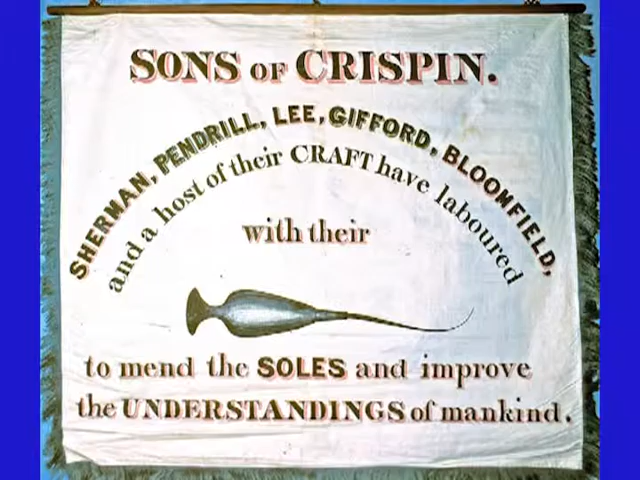 SONS OF CRISPIN.
SHERMAN, PENDRILL, LEE, GIFFORD, BLOOMFIELD,
and a host of their CRAFT have laboured
with their
to mend the SOLES and improve
the UNDERSTANDINGS of mankind.